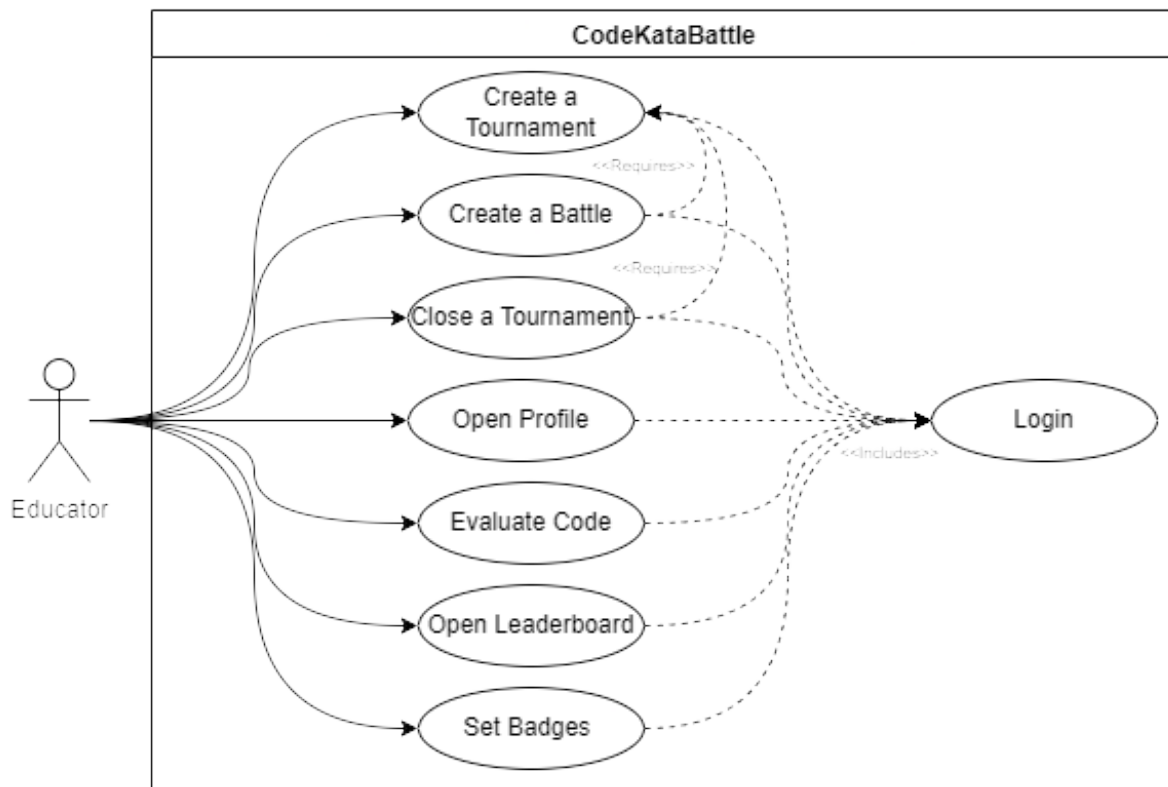 CodeKataBattle
Create a
Tournament
<<Requires>>
Create a Battle
<<Requires>>
Close a Tournament
Open Profile
Login
<<Includes>>
Educator
Evaluate Code
Open Leaderboard
Set Badges